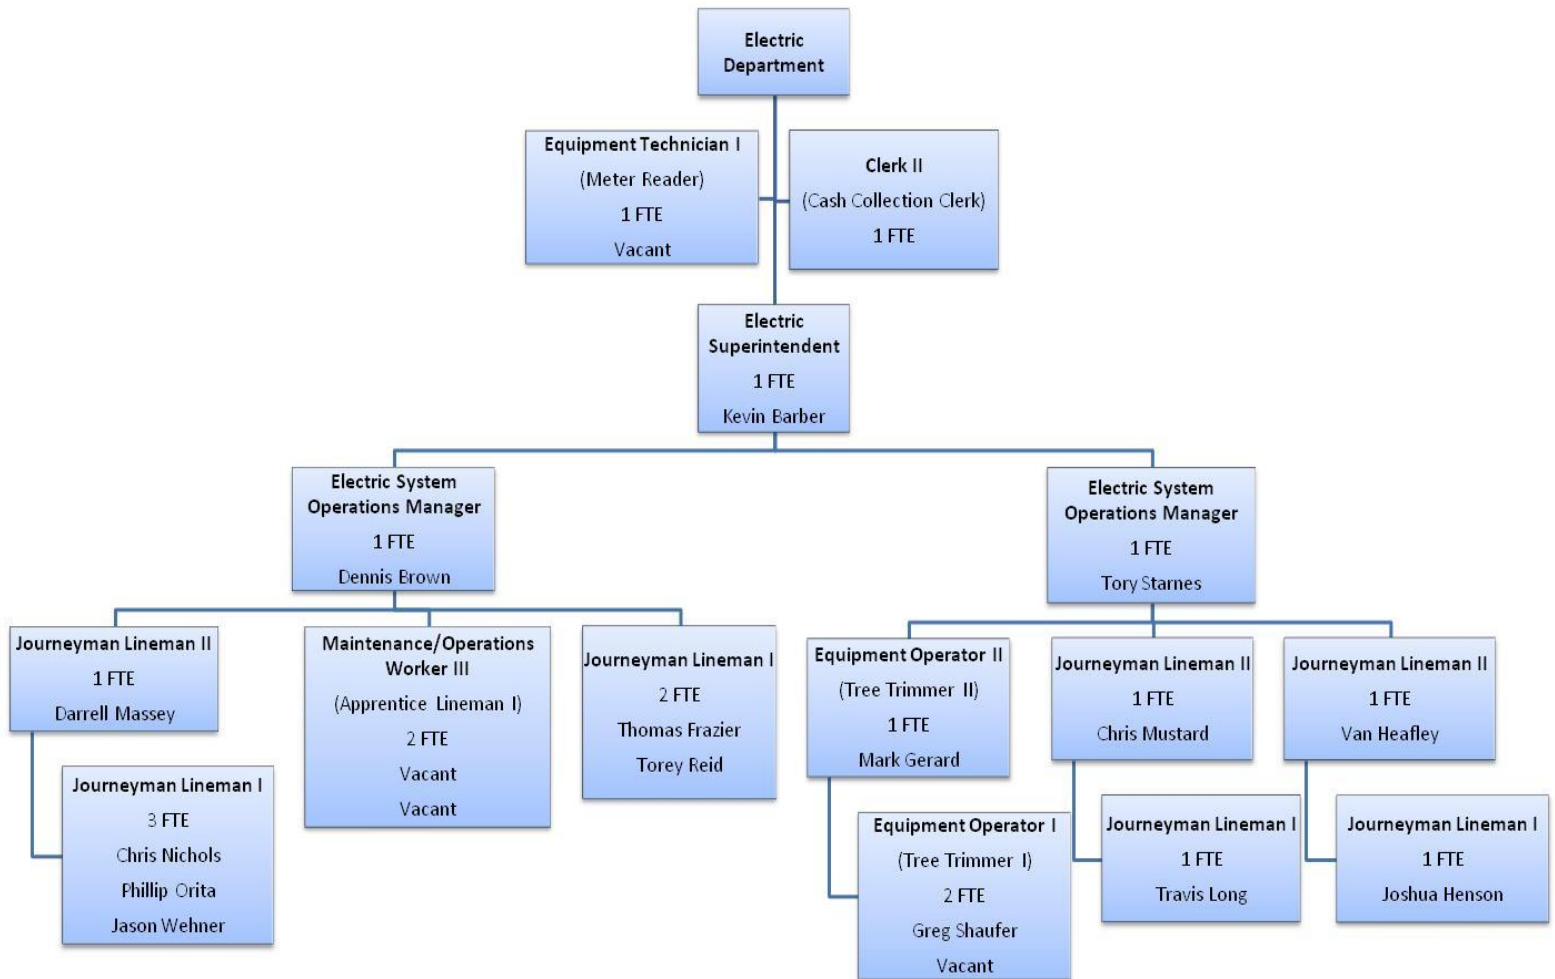 Electric
Department
Equipment Technician I
(Meter Reader)
1 FTE
Vacant
Clerk II
(Cash Collection Clerk)
1 FTE
Electric
Superintendent
1 FTE
Kevin Barber
Electric System
Operations Manager
1 FTE
Dennis Brown
Electric System
Operations Manager
1 FTE
Tory Starnes
Journeyman Lineman II
1 FTE
Darrell Massey
Maintenance/Operations
Worker III
(Apprentice Lineman I)
2 FTE
Vacant
Vacant
Journeyman Lineman I
2 FTE
Thomas Frazier
Torey Reid
Equipment Operator II
(Tree Trimmer II)
1 FTE
Mark Gerard
Journeyman Lineman II
1 FTE
Chris Mustard
Journeyman Lineman II
1 FTE
Van Heafley
Journeyman Lineman I
3 FTE
Chris Nichols
Phillip Orita
Jason Wehner
Equipment Operator I
(Tree Trimmer I)
2 FTE
Greg Shaufer
Vacant
Journeyman Lineman I
1 FTE
Travis Long
Journeyman Lineman I
1 FTE
Joshua Henson